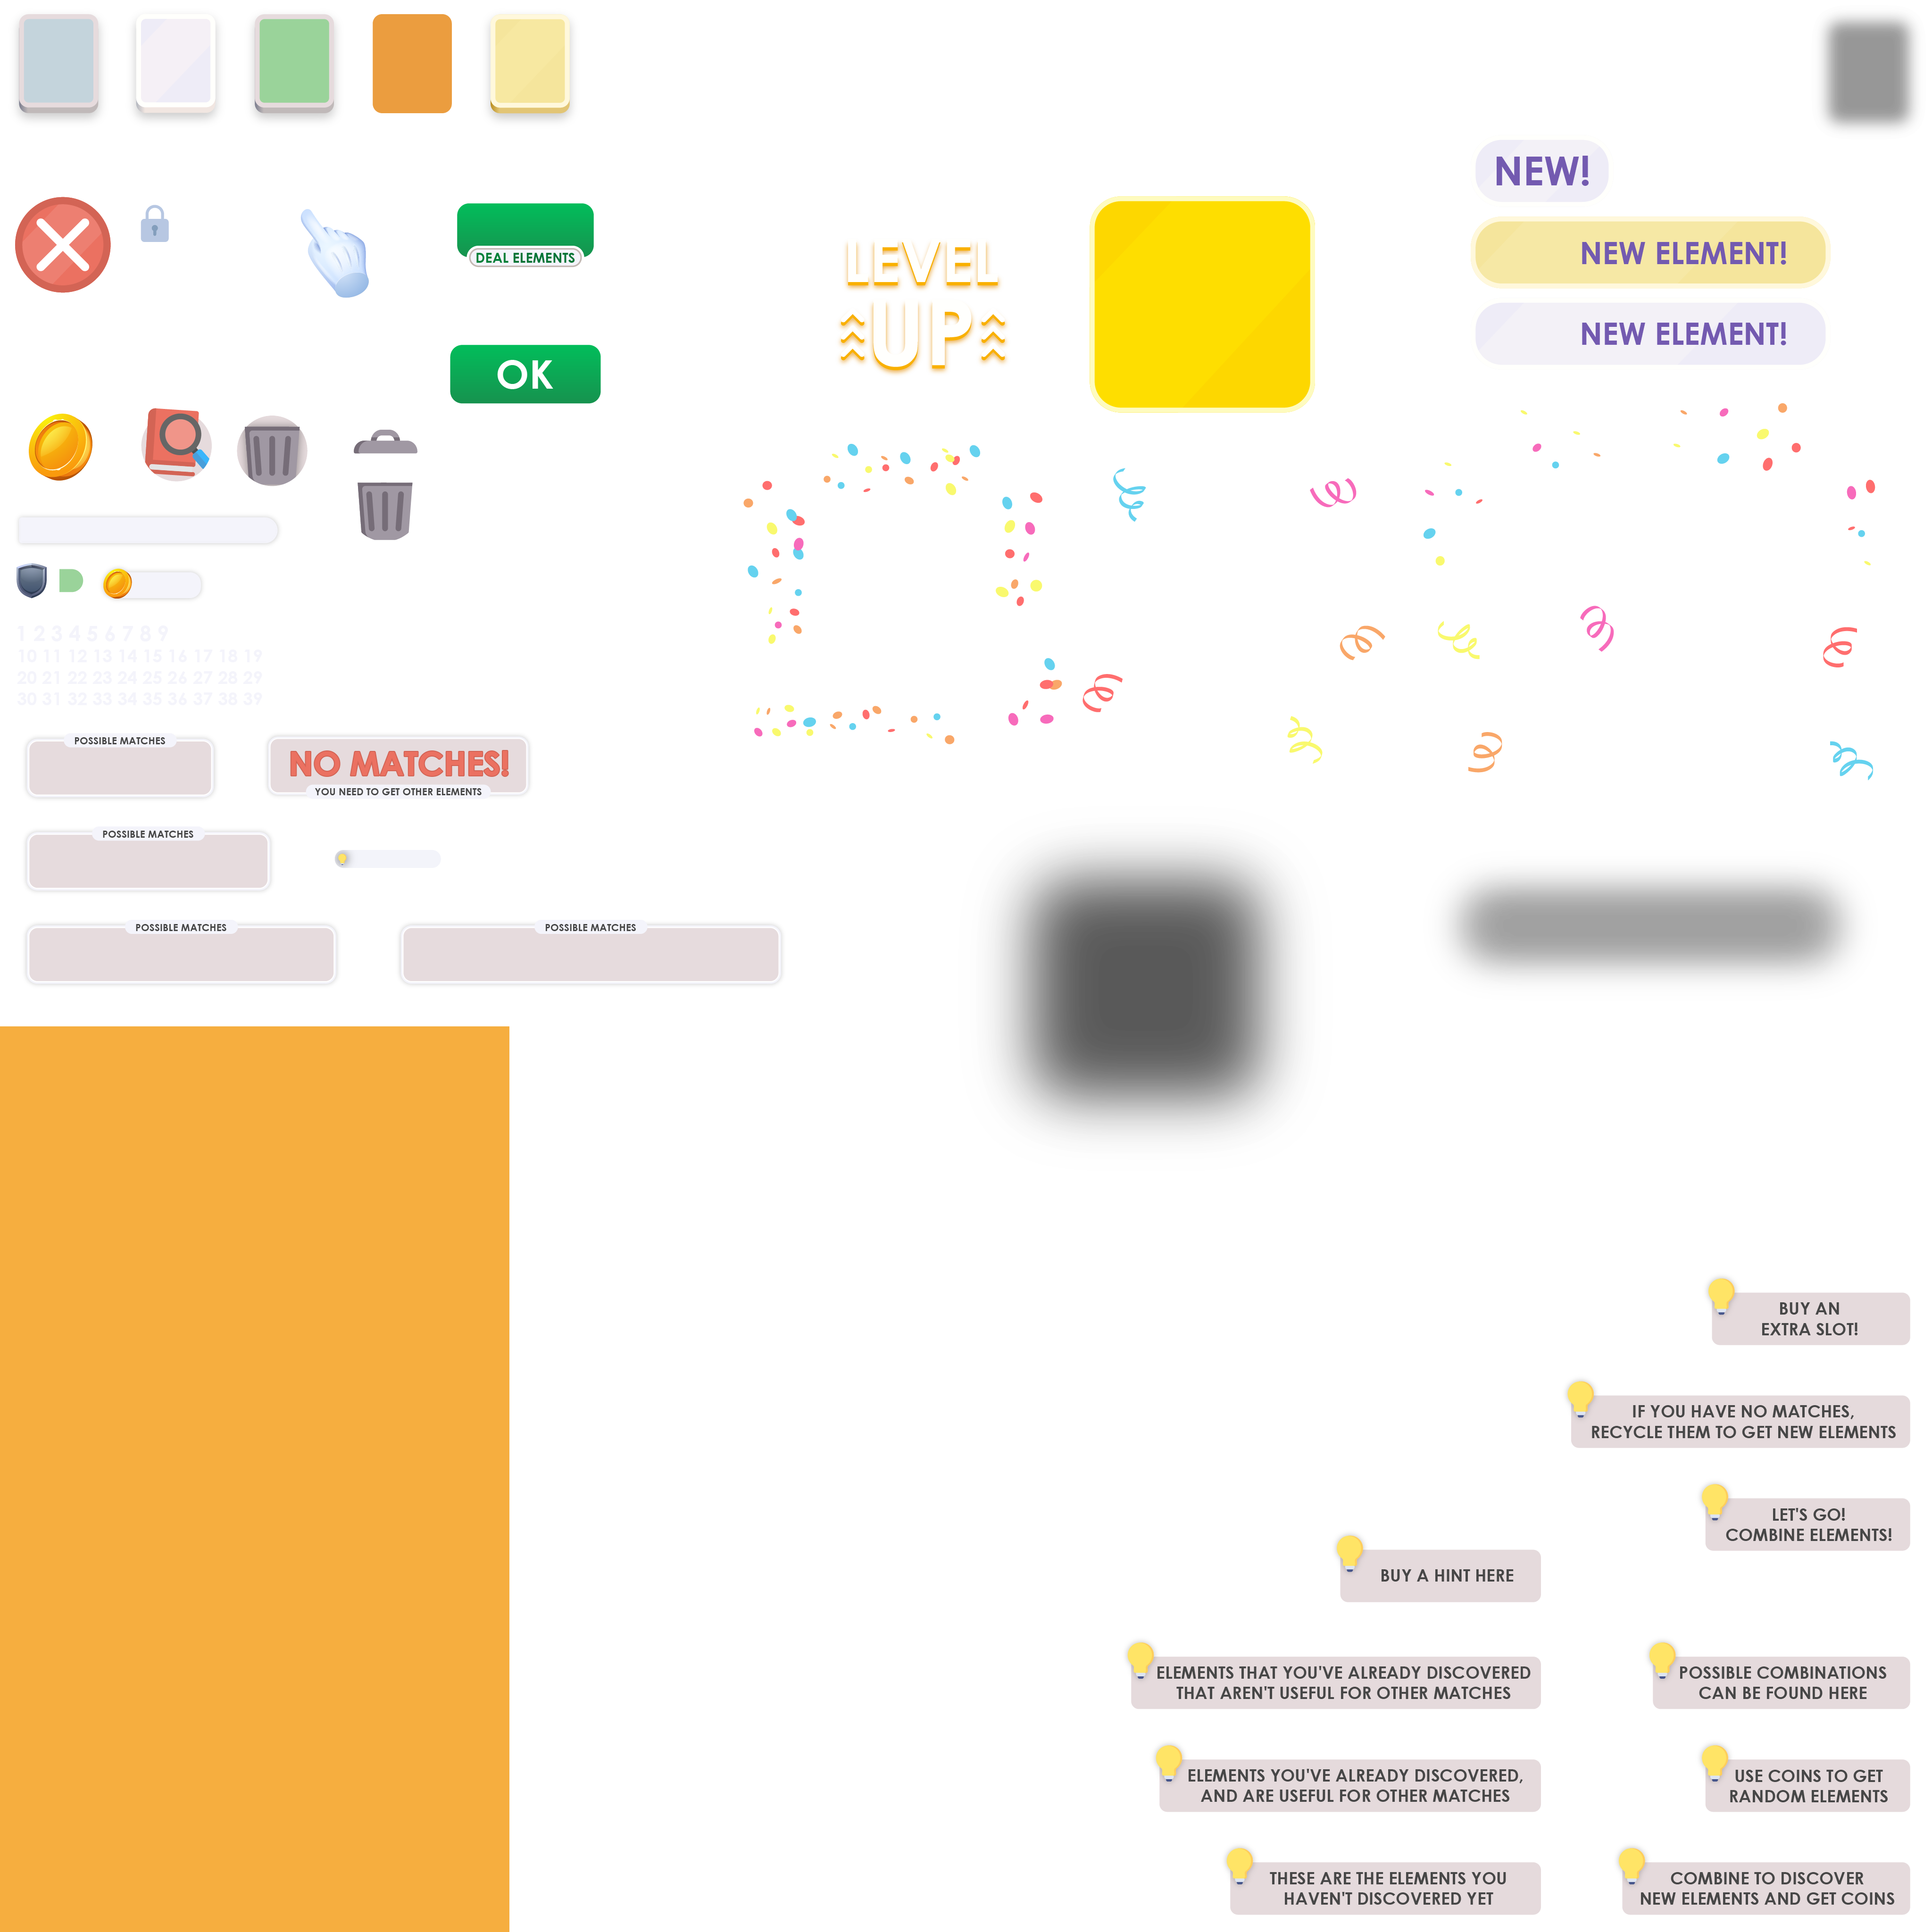 NEW!
NEW ELEMENT!
NEW ELEMENT!
DEAL ELEMENTS
LEVEL
UP
OK
1 2 3 4 5 6 7 8 9
10 11 12 13 14 15 16 17 18 19
20 21 22 23 24 25 26 27 28 29
30 31 32 33 34 35 36 37 38 39
POSSIBLE MATCHES
NO MATCHES!
YOU NEED TO GET OTHER ELEMENTS
POSSIBLE MATCHES
POSSIBLE MATCHES
POSSIBLE MATCHES
BUY AN
EXTRA SLOT!
IF YOU HAVE NO MATCHES,
RECYCLE THEM TO GET NEW ELEMENTS
LET'S GO!
COMBINE ELEMENTS!
BUY A HINT HERE
ELEMENTS THAT YOU'VE ALREADY DISCOVERED
THAT AREN'T USEFUL FOR OTHER MATCHES
POSSIBLE COMBINATIONS
CAN BE FOUND HERE
ELEMENTS YOU'VE ALREADY DISCOVERED,
AND ARE USEFUL FOR OTHER MATCHES
USE COINS TO GET
RANDOM ELEMENTS
THESE ARE THE ELEMENTS YOU
HAVEN'T DISCOVERED YET
COMBINE TO DISCOVER
NEW ELEMENTS AND GET COINS